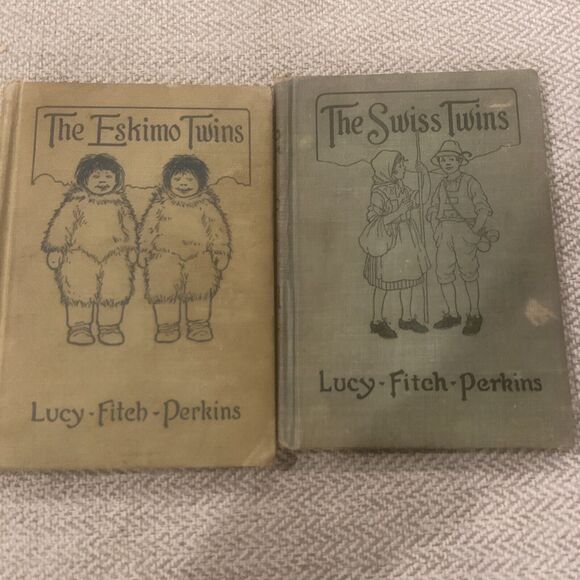 The Eskimo Twins
Lucy-Fitch-Perkins
The Swiss Twins
Lucy-Fitch-Perkins